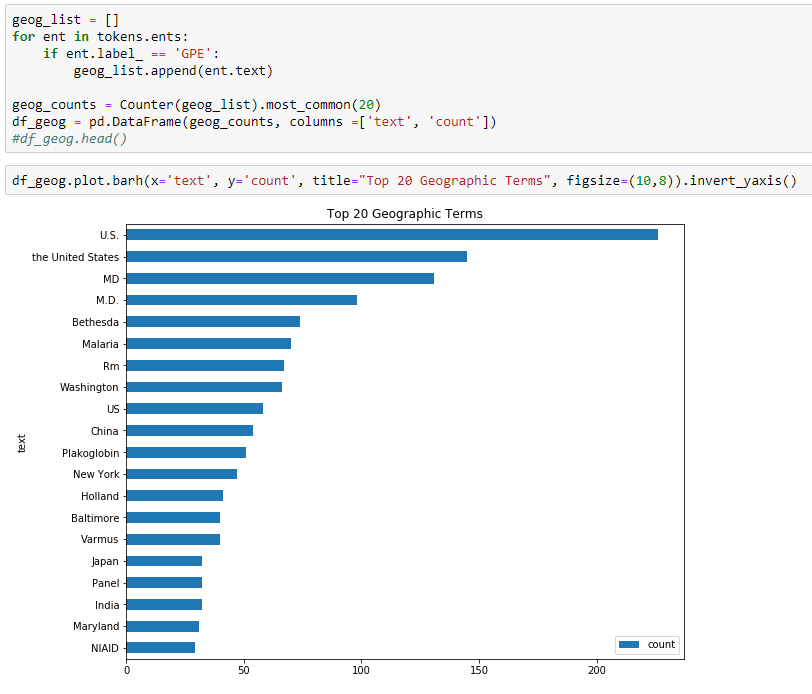 geog_list = []
for ent in tokens.ents:
    if ent.label_ == 'GPE':
        geog_list.append(ent.text)

geog_counts = Counter(geog_list).most_common(20)
df_geog = pd.DataFrame(geog_counts, columns =['text', 'count'])
#df_geog.head()
df_geog.plot.barh(x='text', y='count', title="Top 20 Geographic Terms", figsize=(10,8)).invert_yaxis()
Top 20 Geographic Terms
text
U.S.
the United States
MD
M.D.
Bethesda
Malaria
Rm
Washington
US
China
Plakoglobin
New York
Holland
Baltimore
Varmus
Japan
Panel
India
Maryland
NIAID
count
0 50 100 150 200